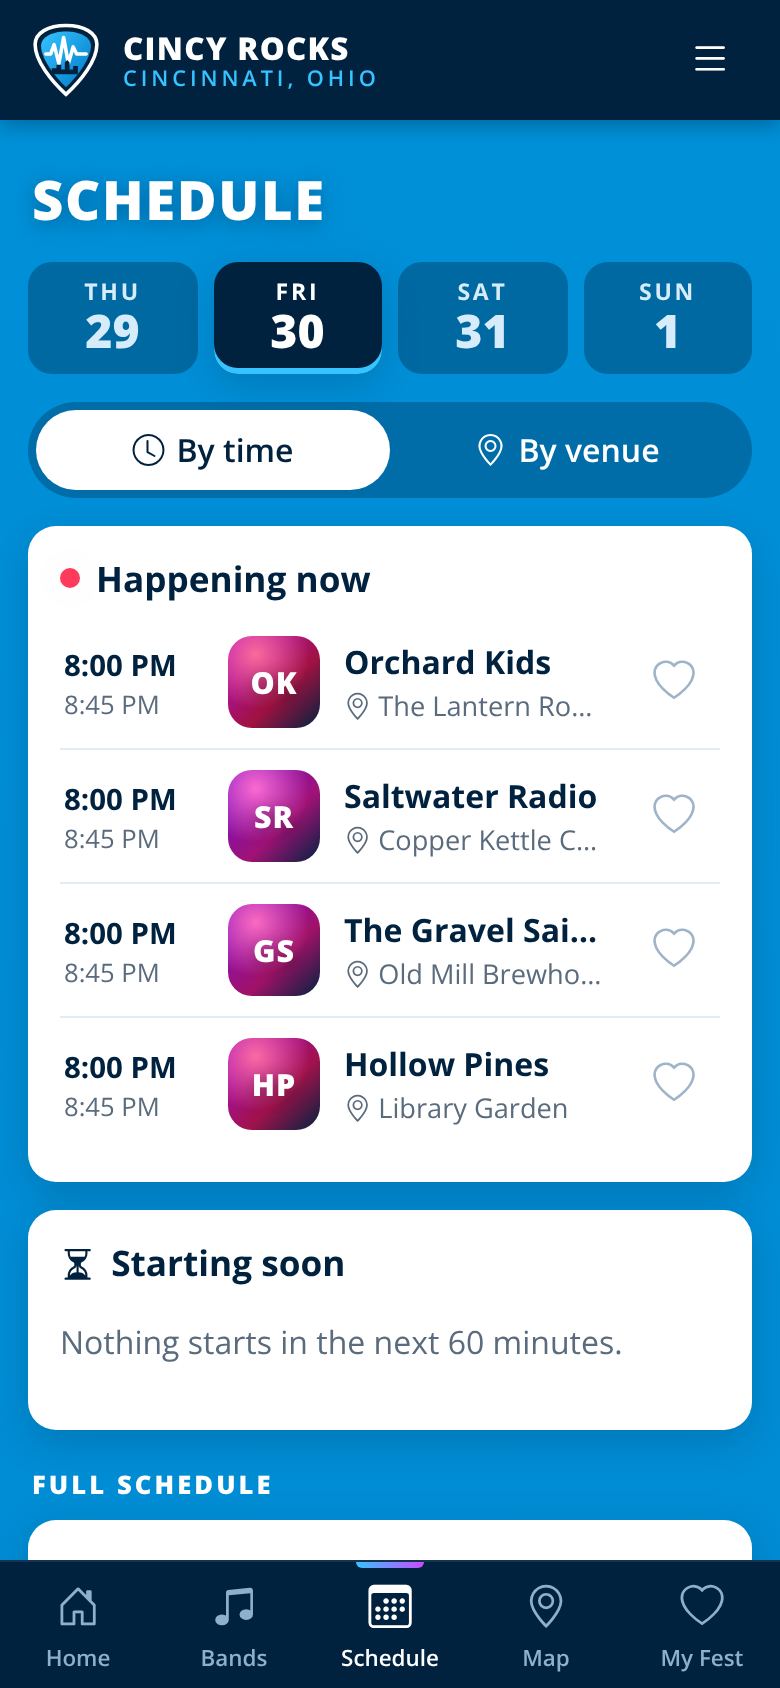 CINCY ROCKS
CINCINNATI, OHIO
SCHEDULE
THU
29
FRI
30
SAT
31
SUN
1
By time
By venue
Happening now
8:00 PM
8:45 PM
OK
Orchard Kids
The Lantern Ro...
8:00 PM
8:45 PM
SR
Saltwater Radio
Copper Kettle C...
8:00 PM
8:45 PM
GS
The Gravel Sai...
Old Mill Brewho...
8:00 PM
8:45 PM
HP
Hollow Pines
Library Garden
Starting soon
Nothing starts in the next 60 minutes.
FULL SCHEDULE
Home
Bands
Schedule
Map
My Fest